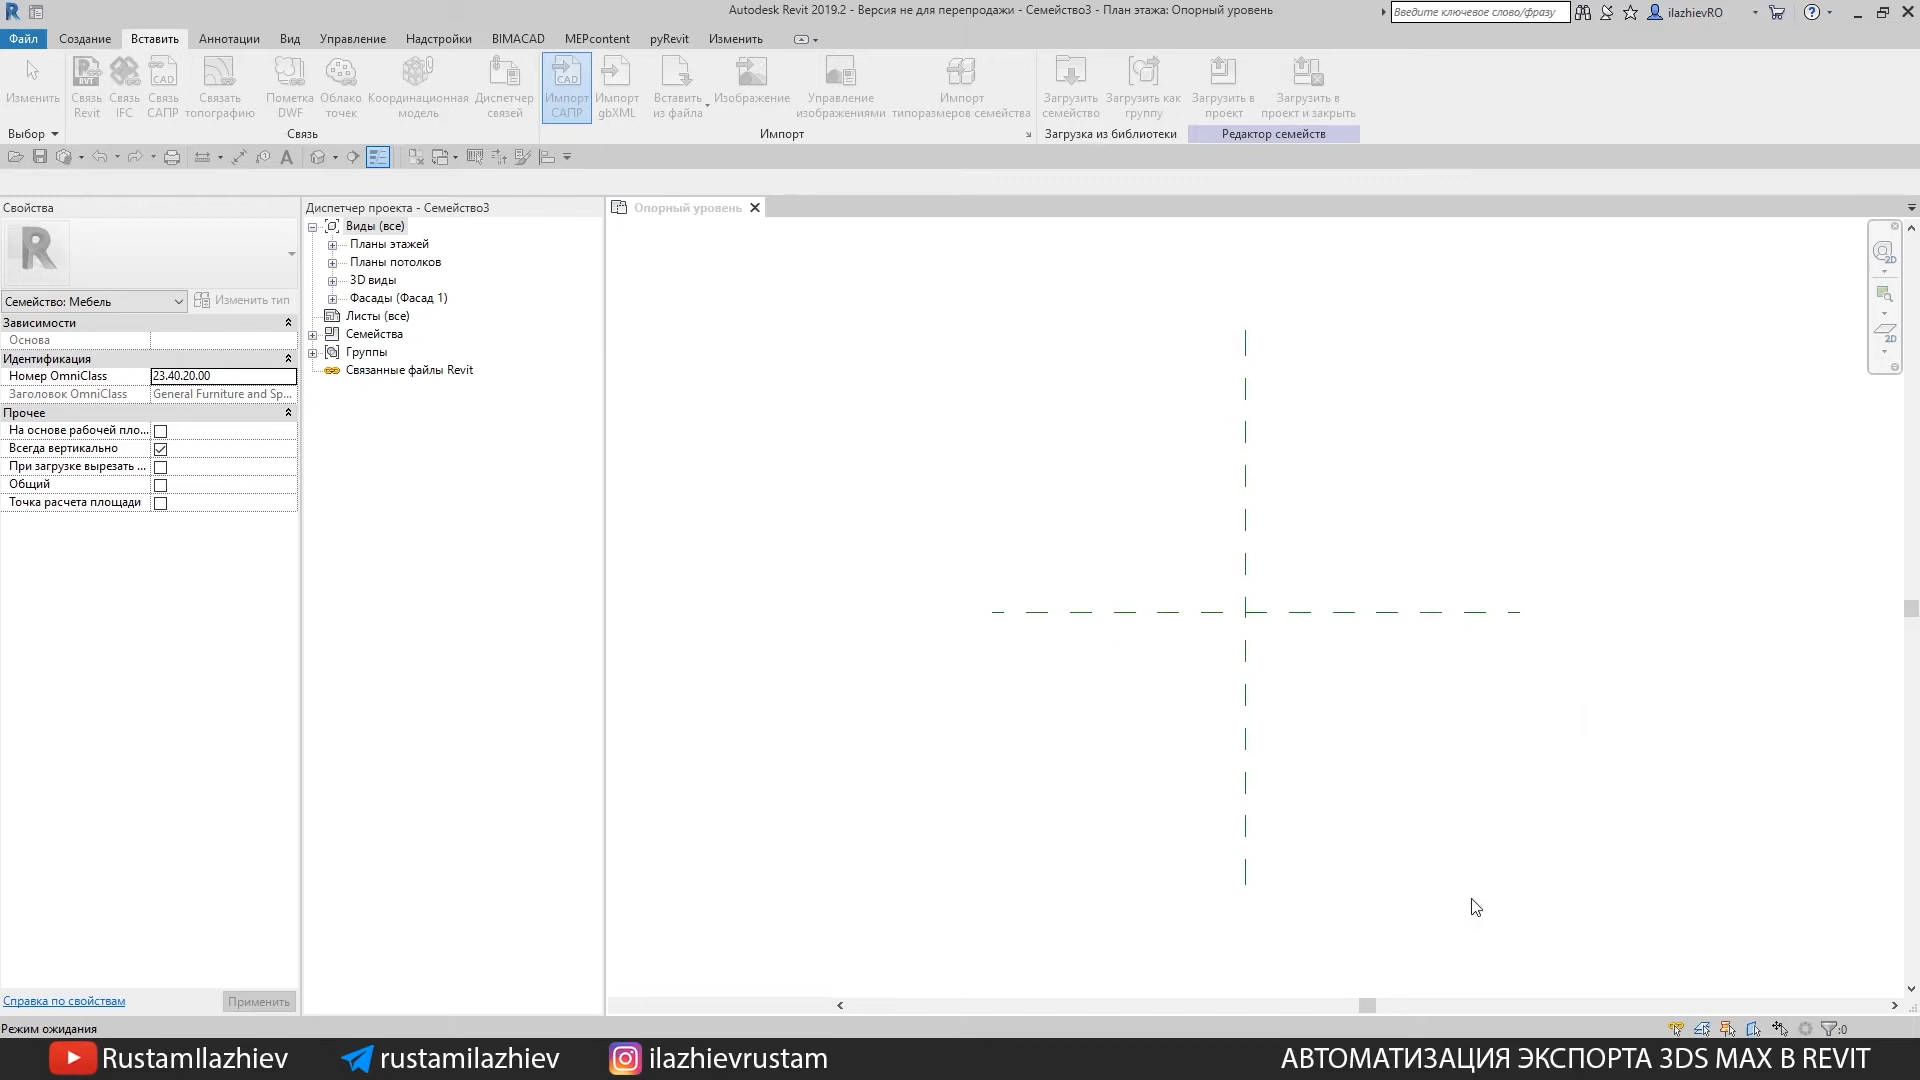 Autodesk Revit 2019.2 - Версия не для перепродажи - Семейство3 - План этажа: Опорный уровень
Введите ключевое слово/фразу
ilazhievRO
Файл Создание Вставить Аннотации Вид Управление Надстройки BIMACAD MEPcontent pyRevit Изменить
Изменить
Связь Revit
Связь IFC
Связь САПР
Связать топографию
Пометка DWF
Облако точек
Координационная модель
Диспетчер связей
Импорт САПР
Импорт gbXML
Вставить из файла
Изображение
Управление изображениями
Импорт типоразмеров семейства
Загрузить семейство
Загрузить как группу
Загрузить в проект
Загрузить в проект и закрыть
Выбор
Связь
Импорт
Загрузка из библиотеки
Редактор семейств
Свойства
Семейство: Мебель
Изменить тип
Зависимости
Основа
Идентификация
Номер OmniClass 23.40.20.00
Заголовок OmniClass General Furniture and Sp...
Прочее
На основе рабочей пло...
Всегда вертикально
При загрузке вырезать ...
Общий
Точка расчета площади
Справка по свойствам
Применить
Диспетчер проекта - Семейство3
Виды (все)
Планы этажей
Планы потолков
3D виды
Фасады (Фасад 1)
Листы (все)
Семейства
Группы
Связанные файлы Revit
Опорный уровень
2D
2D
Режим ожидания
:0
RustamIlazhiev
rustamilazhiev
ilazhievrustam
АВТОМАТИЗАЦИЯ ЭКСПОРТА 3DS MAX В REVIT